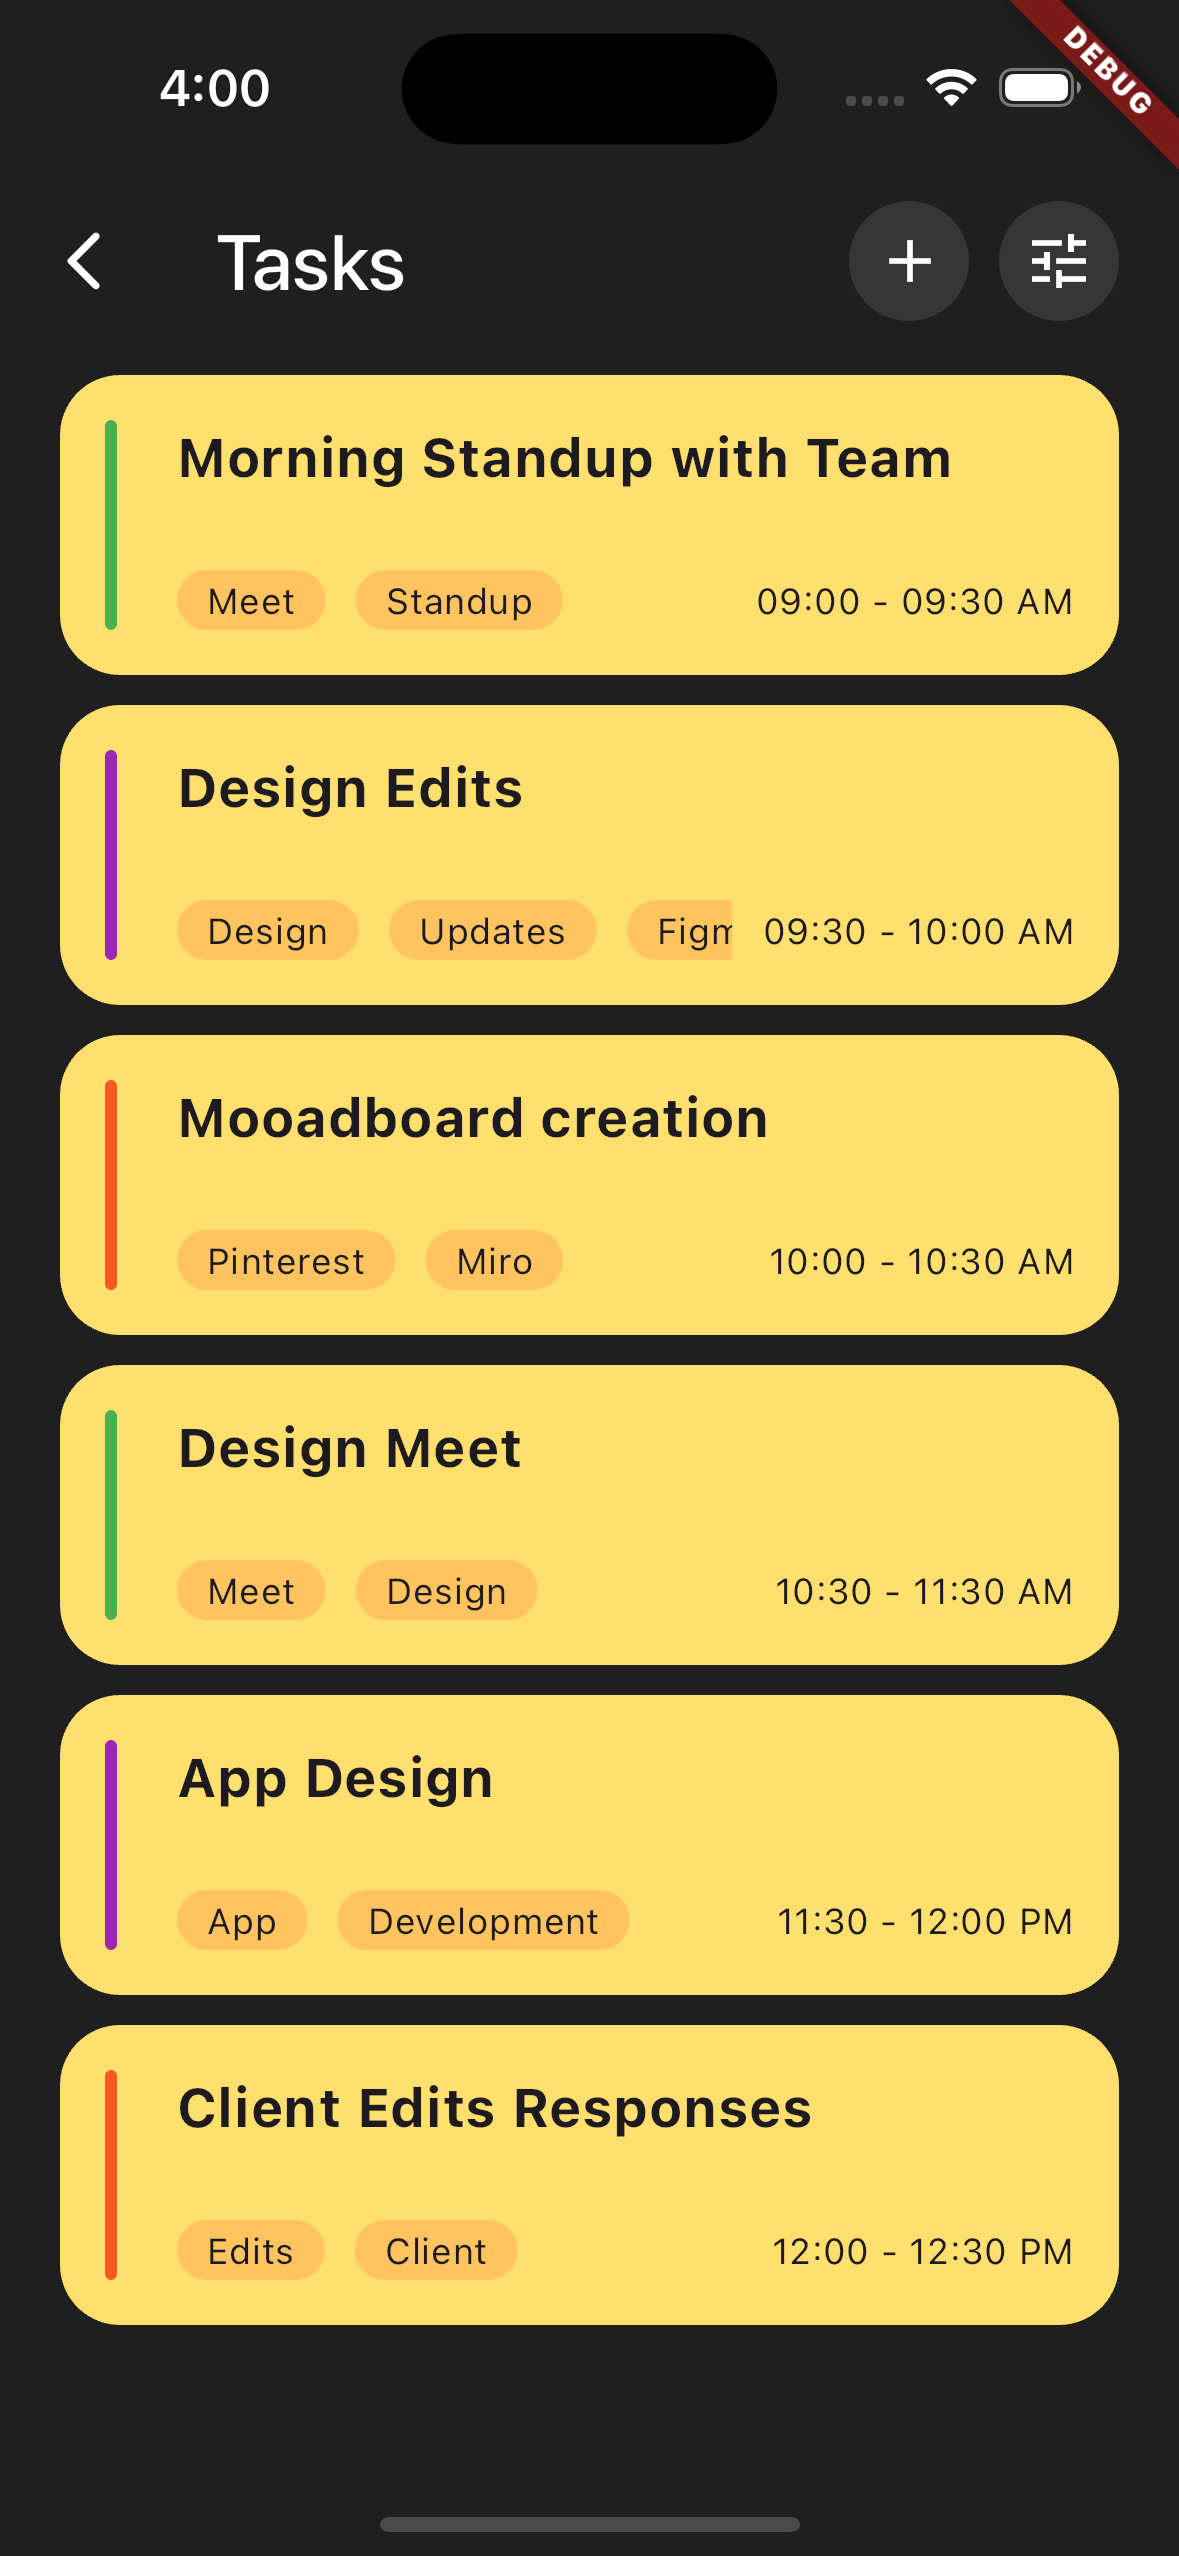 4:00
DEBUG
Tasks
Morning Standup with Team
Meet Standup 09:00 - 09:30 AM
Design Edits
Design Updates Figm 09:30 - 10:00 AM
Mooadboard creation
Pinterest Miro 10:00 - 10:30 AM
Design Meet
Meet Design 10:30 - 11:30 AM
App Design
App Development 11:30 - 12:00 PM
Client Edits Responses
Edits Client 12:00 - 12:30 PM